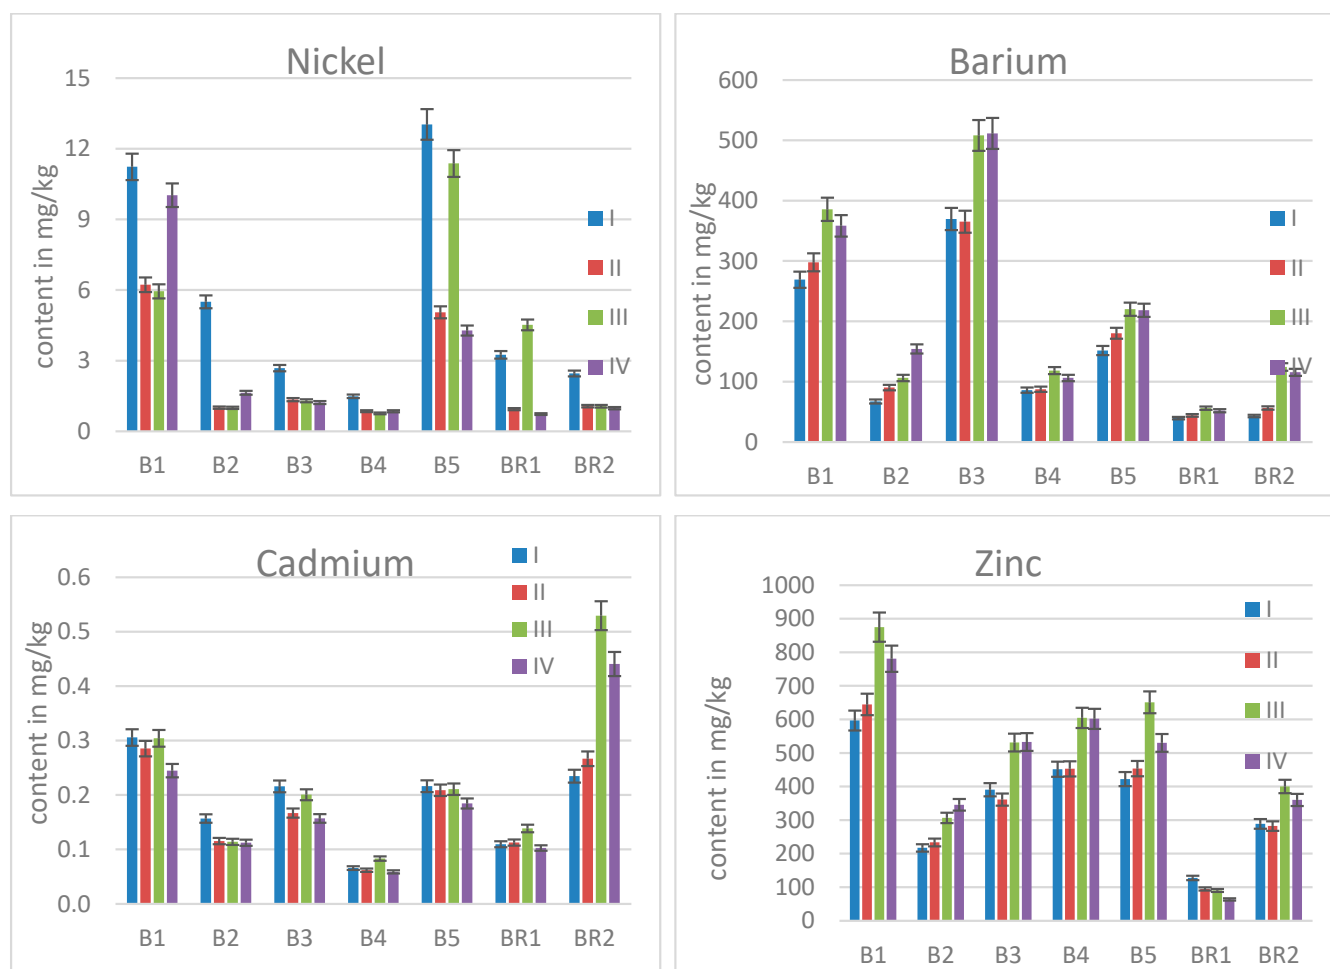 Nickel
content in mg/kg
15
12
9
6
3
0
B1 B2 B3 B4 B5 BR1 BR2
I
II
III
IV
Barium
content in mg/kg
600
500
400
300
200
100
0
B1 B2 B3 B4 B5 BR1 BR2
I
II
III
IV
Cadmium
content in mg/kg
0.6
0.5
0.4
0.3
0.2
0.1
0.0
B1 B2 B3 B4 B5 BR1 BR2
I
II
III
IV
Zinc
content in mg/kg
1000
900
800
700
600
500
400
300
200
100
0
B1 B2 B3 B4 B5 BR1 BR2
I
II
III
IV